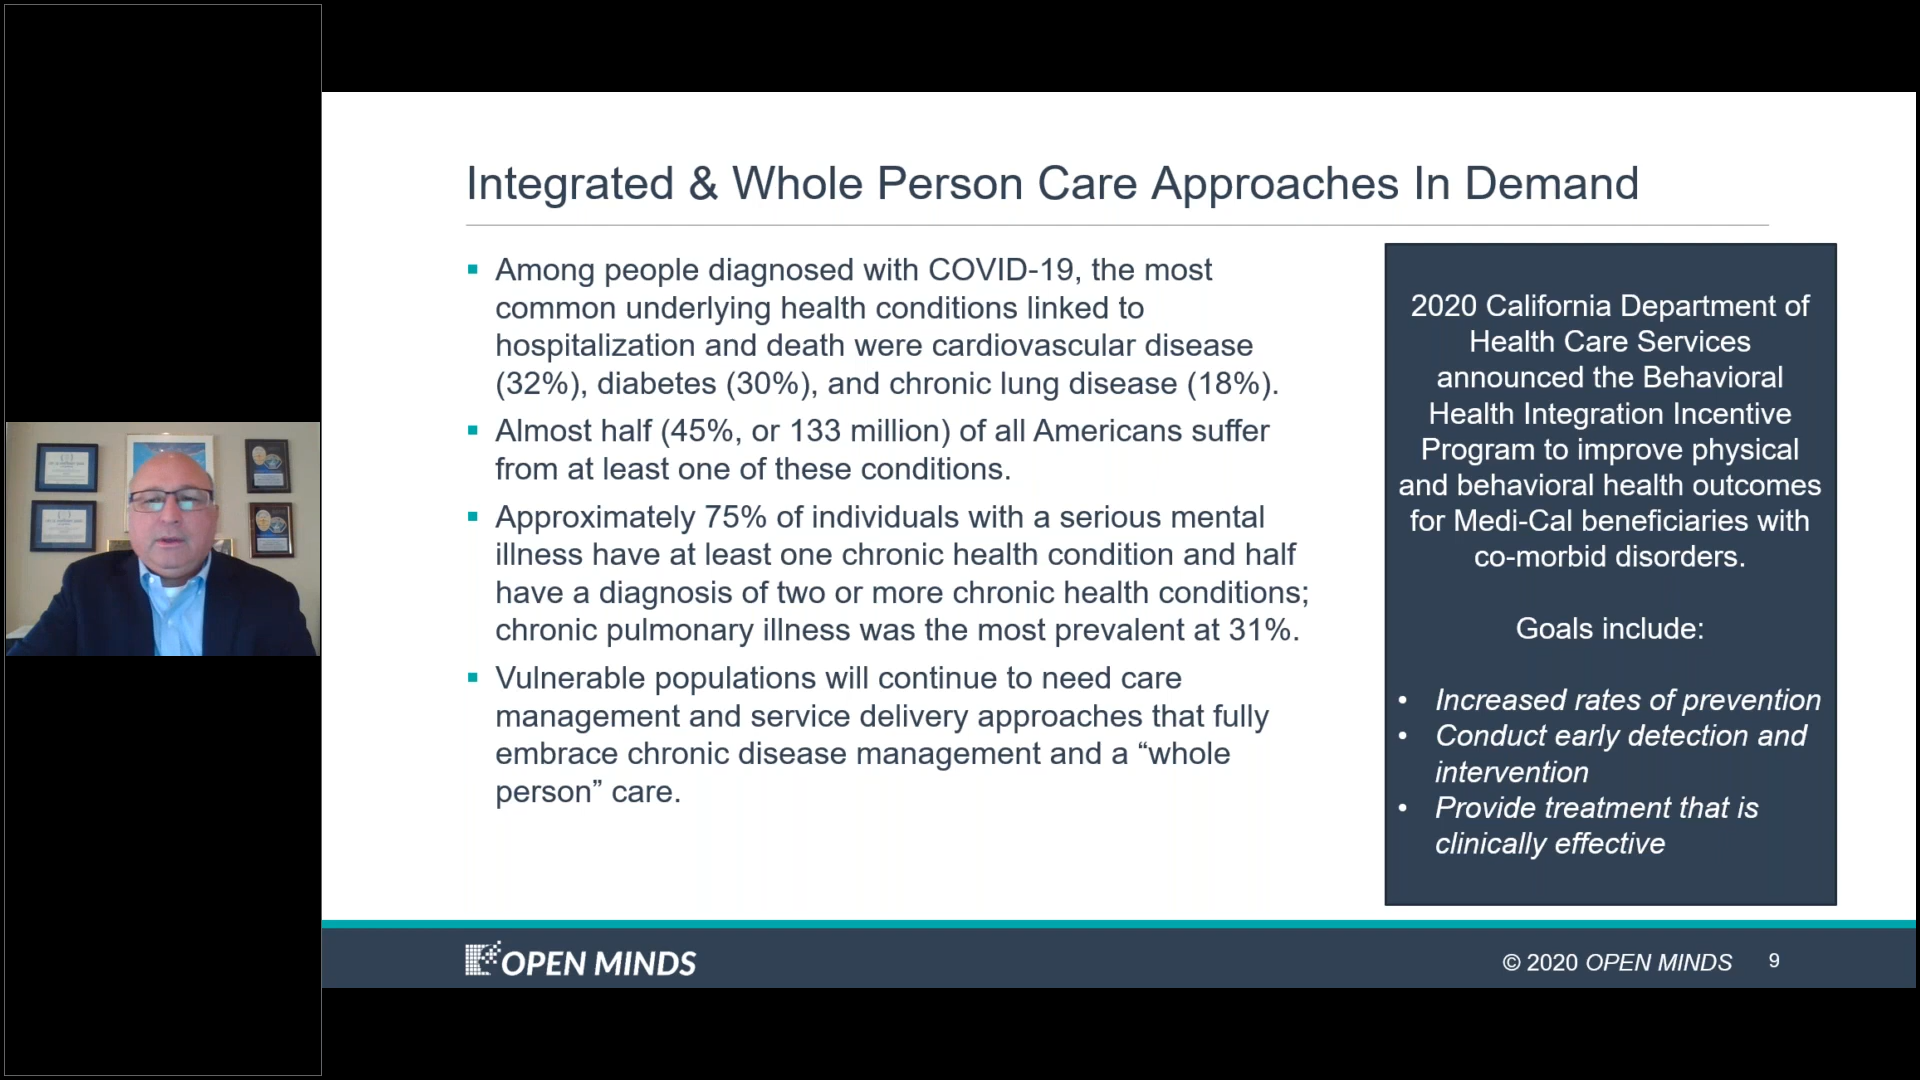 Integrated & Whole Person Care Approaches In Demand
▪ Among people diagnosed with COVID-19, the most
common underlying health conditions linked to
hospitalization and death were cardiovascular disease
(32%), diabetes (30%), and chronic lung disease (18%).
▪ Almost half (45%, or 133 million) of all Americans suffer
from at least one of these conditions.
▪ Approximately 75% of individuals with a serious mental
illness have at least one chronic health condition and half
have a diagnosis of two or more chronic health conditions;
chronic pulmonary illness was the most prevalent at 31%.
▪ Vulnerable populations will continue to need care
management and service delivery approaches that fully
embrace chronic disease management and a “whole
person” care.
2020 California Department of
Health Care Services
announced the Behavioral
Health Integration Incentive
Program to improve physical
and behavioral health outcomes
for Medi-Cal beneficiaries with
co-morbid disorders.
Goals include:
• Increased rates of prevention
• Conduct early detection and
intervention
• Provide treatment that is
clinically effective
OPEN MINDS
© 2020 OPEN MINDS 9